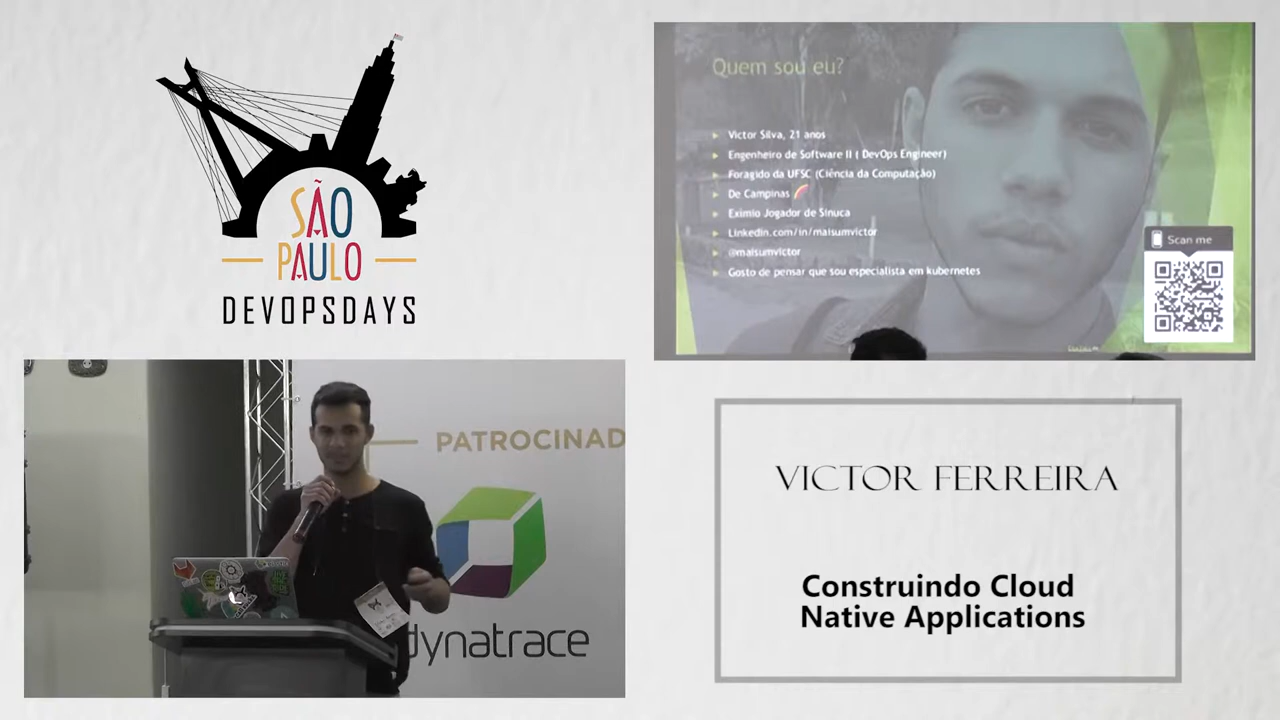 SÃO
PAULO
DEVOPSDAYS
Quem sou eu?
Victor Silva, 21 anos
Engenheiro de Software II ( DevOps Engineer)
Foragido da UFSC (Ciência da Computação)
De Campinas
Exímio Jogador de Sinuca
Linkedin.com/in/maisumvictor
@maisumvictor
Gosto de pensar que sou especialista em kubernetes
Scan me
PATROCINAD
dynatrace
VICTOR FERREIRA
Construindo Cloud
Native Applications